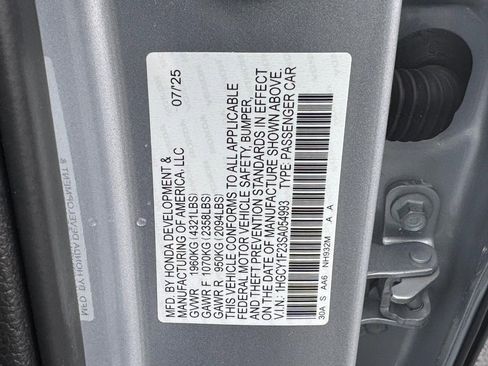 MFD. BY HONDA DEVELOPMENT &
MANUFACTURING OF AMERICA, LLC 07/'25
GVWR 1960KG(4321LBS)
GAWR F 1070KG(2358LBS)
GAWR R 950KG(2094LBS)
THIS VEHICLE CONFORMS TO ALL APPLICABLE
FEDERAL MOTOR VEHICLE SAFETY, BUMPER,
AND THEFT PREVENTION STANDARDS IN EFFECT
ON THE DATE OF MANUFACTURE SHOWN ABOVE.
V.I.N.: 1HGCY1F23SA054993 TYPE: PASSENGER CAR
30A S AA6 NH932M A A